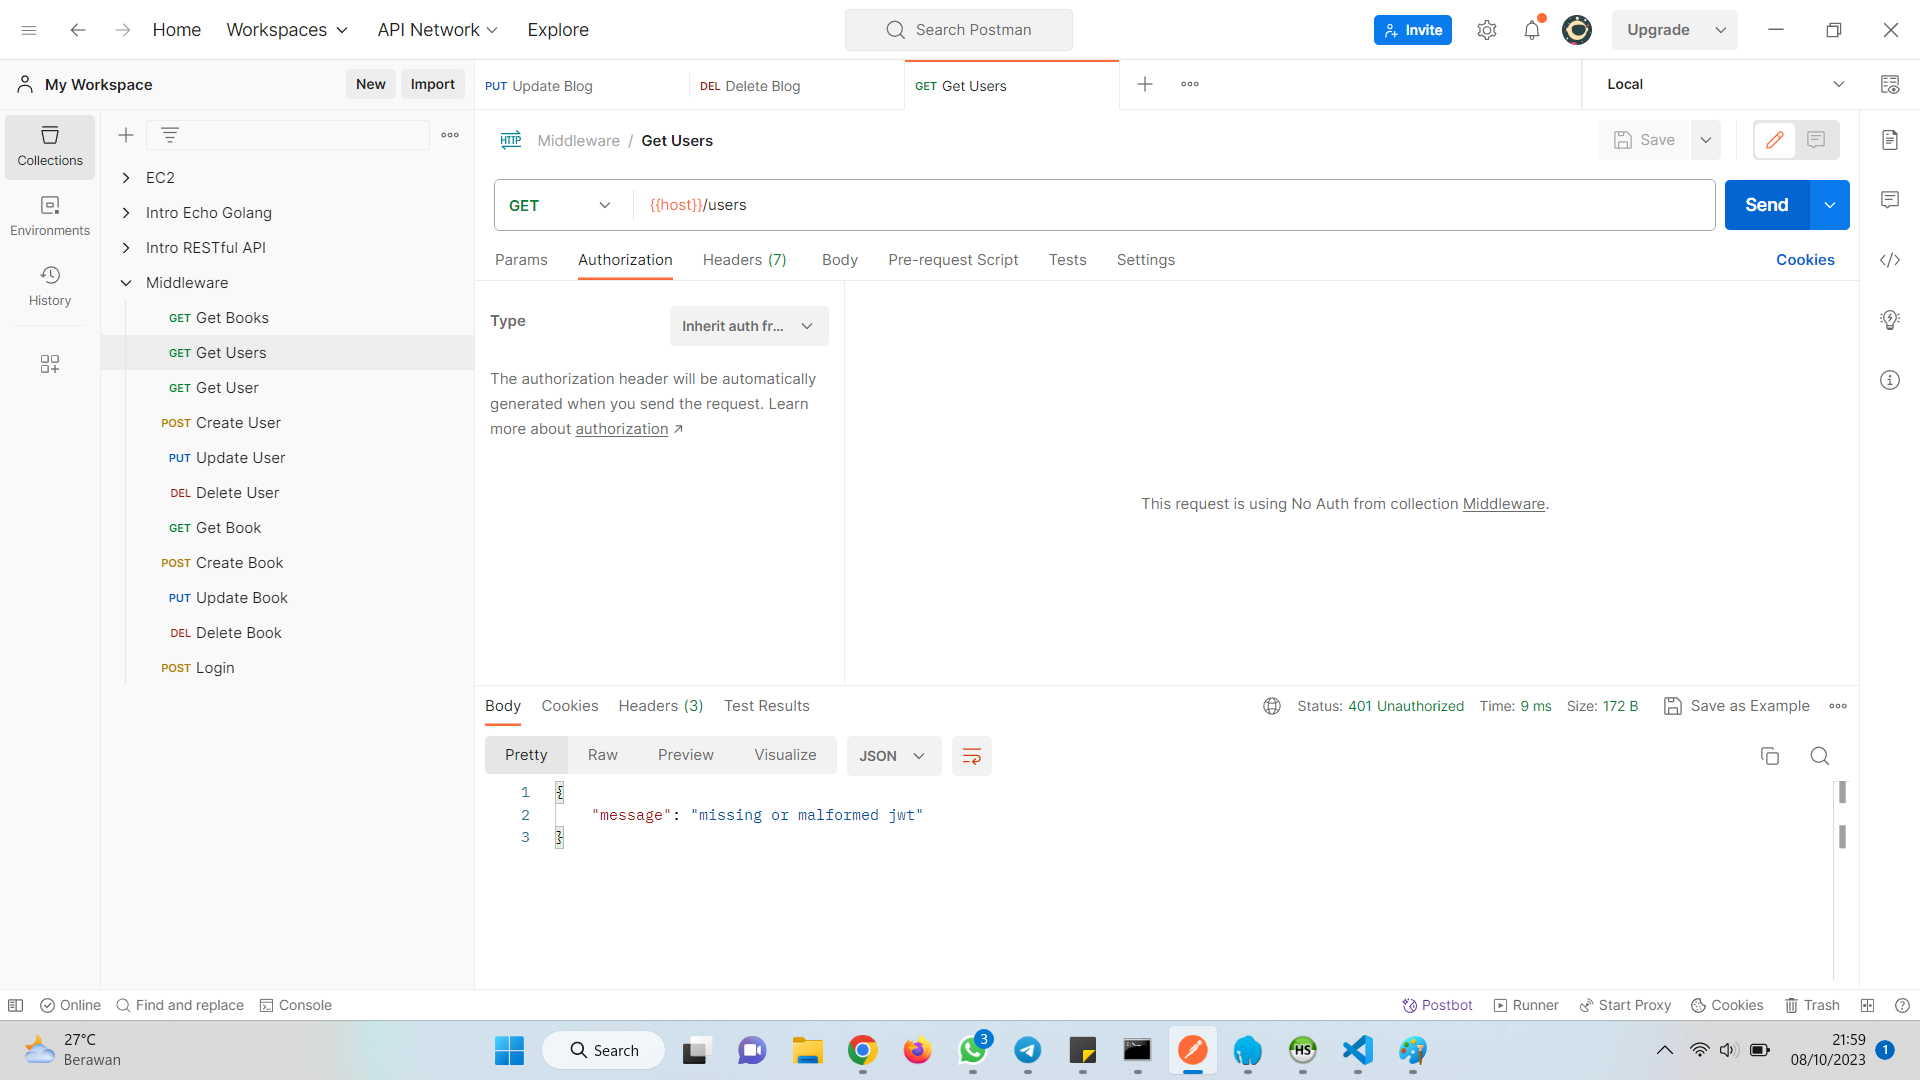 Home
Workspaces
API Network
Explore
Search Postman
Invite
Upgrade
My Workspace
New
Import
PUT Update Blog
DEL Delete Blog
GET Get Users
Local
Collections
Environments
History
EC2
Intro Echo Golang
Intro RESTful API
Middleware
GET Get Books
GET Get Users
GET Get User
POST Create User
PUT Update User
DEL Delete User
GET Get Book
POST Create Book
PUT Update Book
DEL Delete Book
POST Login
HTTP
Middleware / Get Users
Save
GET
{{host}}/users
Send
Params
Authorization
Headers (7)
Body
Pre-request Script
Tests
Settings
Cookies
Type
Inherit auth fr...
The authorization header will be automatically
generated when you send the request. Learn
more about authorization ↗
This request is using No Auth from collection Middleware.
Body
Cookies
Headers (3)
Test Results
Status: 401 Unauthorized
Time: 9 ms
Size: 172 B
Save as Example
Pretty
Raw
Preview
Visualize
JSON
1 {
2 "message": "missing or malformed jwt"
3 }
Online
Find and replace
Console
Postbot
Runner
Start Proxy
Cookies
Trash
27°C
Berawan
Search
3
HS
21:59
08/10/2023
1